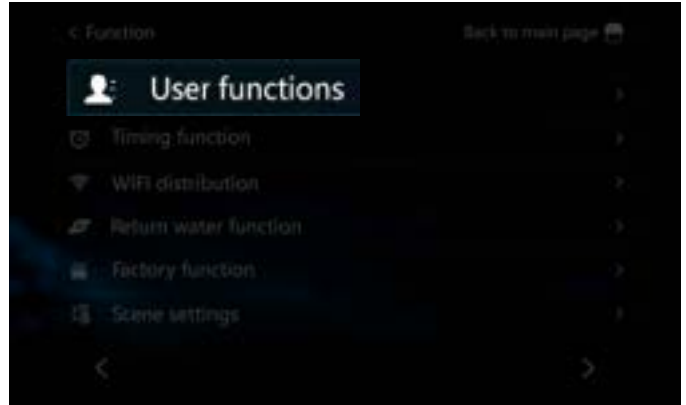 < Function
Back to main page
User functions
Timing function
WiFi distribution
Return water function
Factory function
Scene settings